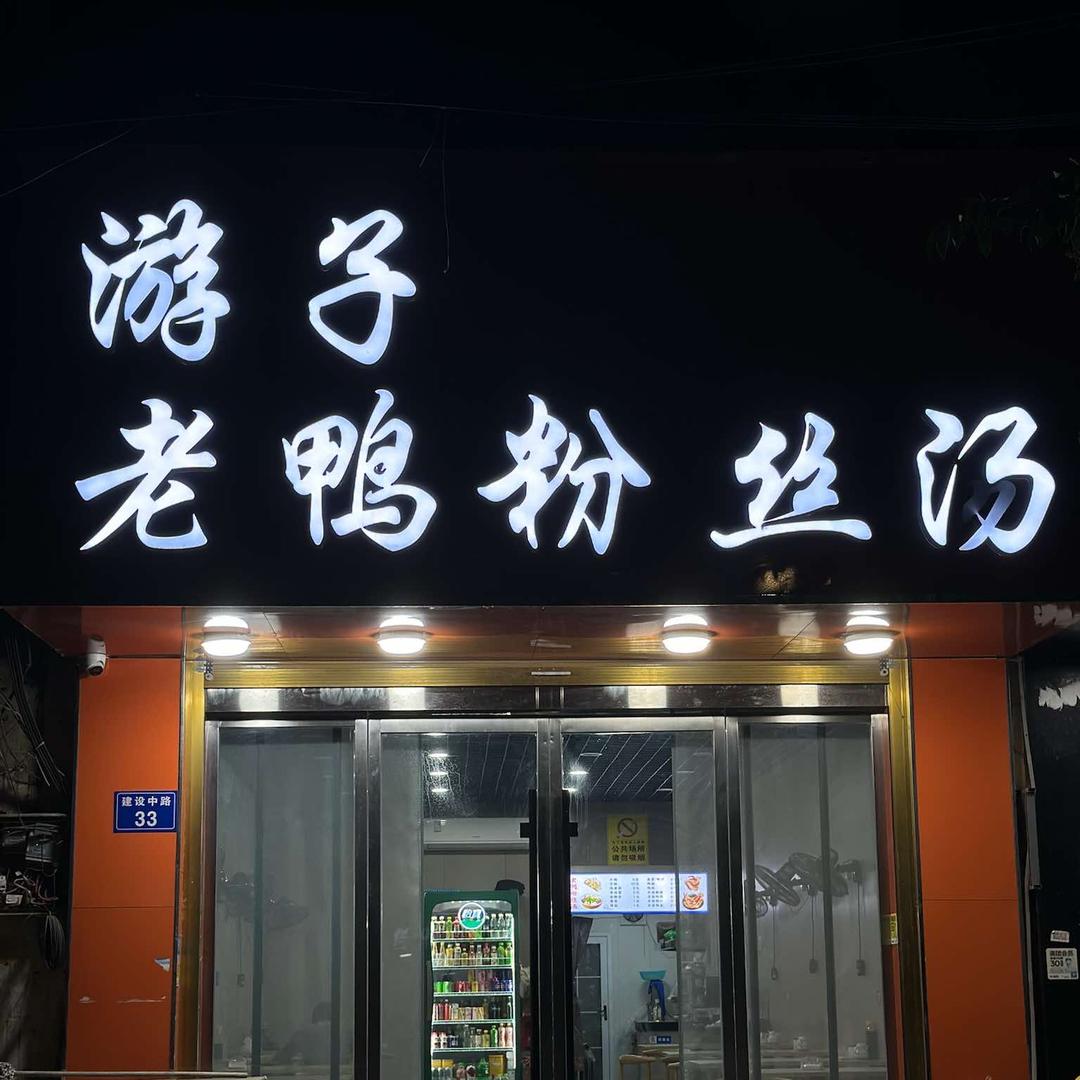 游子
老鸭粉丝汤
建设中路
33
公共场所
请勿吸烟